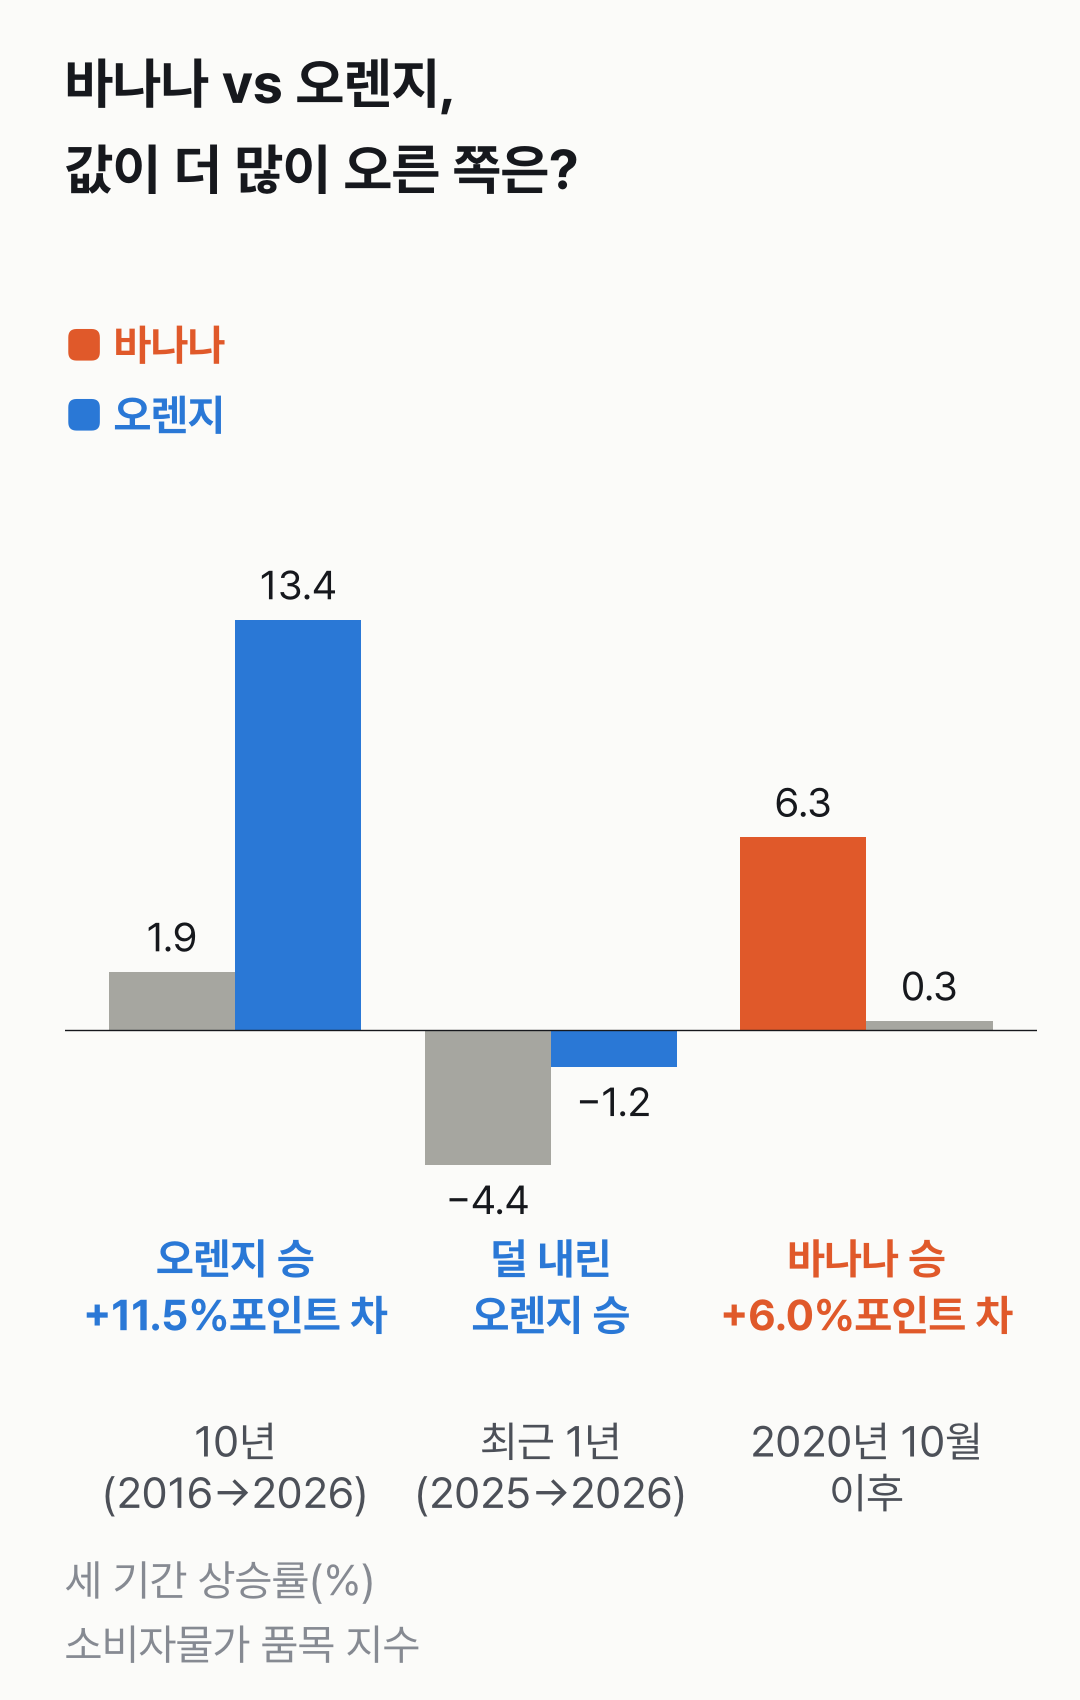 바나나 vs 오렌지,
값이 더 많이 오른 쪽은?
바나나
오렌지
13.4
6.3
1.9
0.3
−1.2
−4.4
오렌지 승
+11.5%포인트 차
덜 내린
오렌지 승
바나나 승
+6.0%포인트 차
10년
(2016→2026)
최근 1년
(2025→2026)
2020년 10월
이후
세 기간 상승률(%)
소비자물가 품목 지수